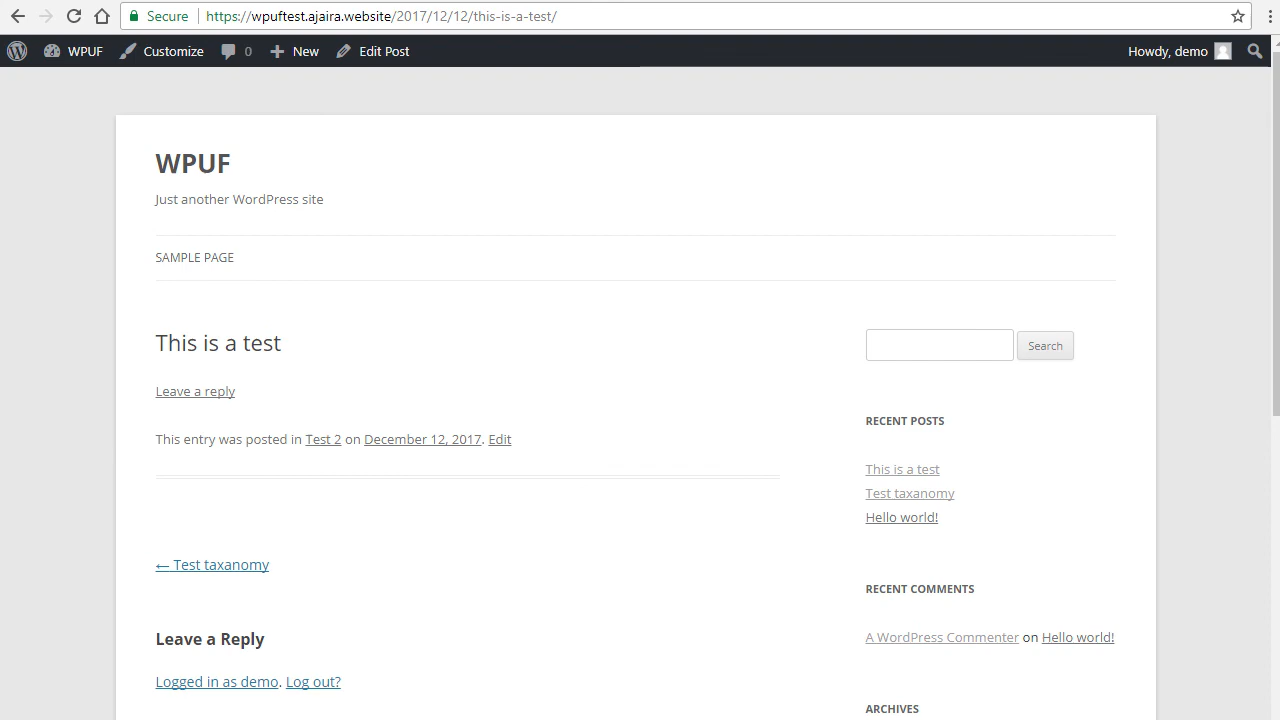 Secure https://wpuftest.ajaira.website/2017/12/12/this-is-a-test/
WPUF Customize 0 New Edit Post Howdy, demo
WPUF
Just another WordPress site
SAMPLE PAGE
This is a test
Leave a reply
This entry was posted in Test 2 on December 12, 2017. Edit
← Test taxanomy
Leave a Reply
Logged in as demo. Log out?
Search
RECENT POSTS
This is a test
Test taxanomy
Hello world!
RECENT COMMENTS
A WordPress Commenter on Hello world!
ARCHIVES